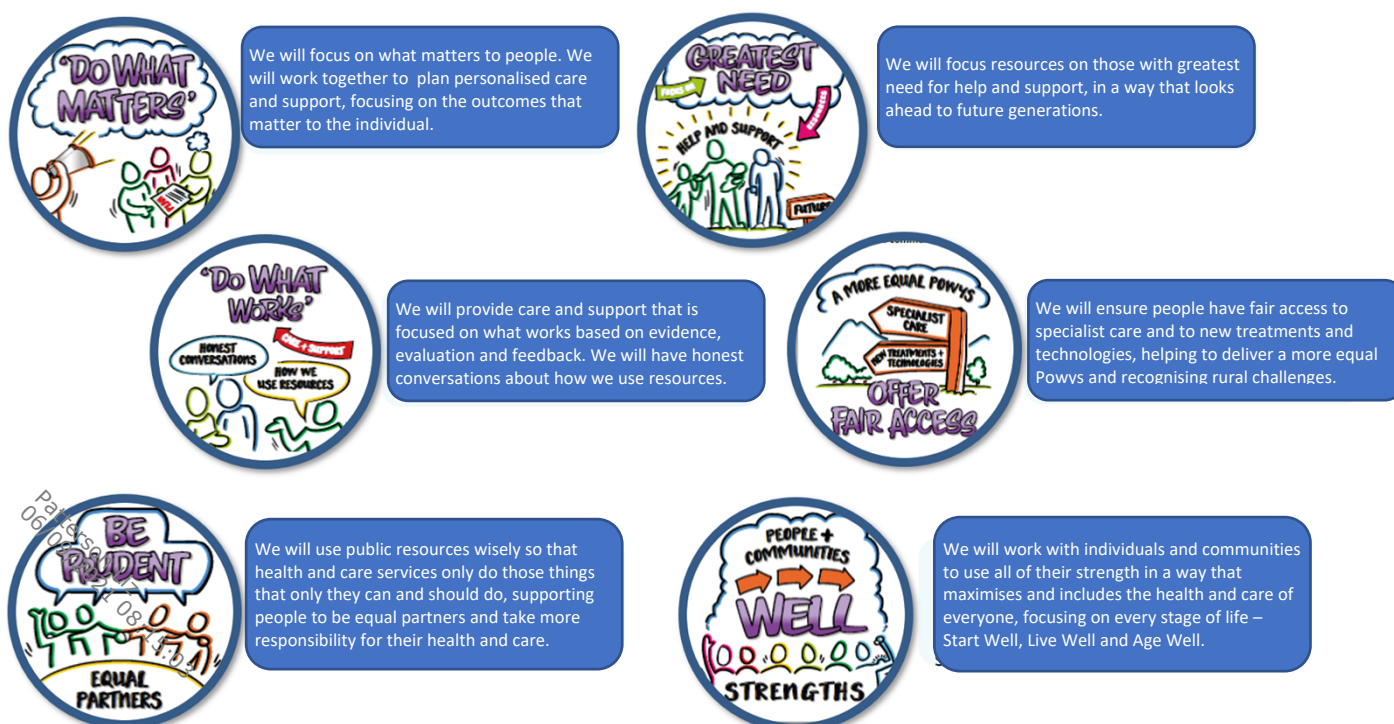 'DO WHAT
MATTERS'
PLAN
We will focus on what matters to people. We
will work together to plan personalised care
and support, focusing on the outcomes that
matter to the individual.
GREATEST
NEED
FOCUS ON
RESOURCES
HELP AND SUPPORT
FUTURE
We will focus resources on those with greatest
need for help and support, in a way that looks
ahead to future generations.
'DO WHAT
WORKS'
CARE + SUPPORT
HONEST
CONVERSATIONS
HOW WE
USE RESOURCES
We will provide care and support that is
focused on what works based on evidence,
evaluation and feedback. We will have honest
conversations about how we use resources.
A MORE EQUAL POWYS
SPECIALIST
CARE
NEW TREATMENTS +
TECHNOLOGIES
OFFER
FAIR ACCESS
We will ensure people have fair access to
specialist care and to new treatments and
technologies, helping to deliver a more equal
Powys and recognising rural challenges.
BE
PRUDENT
EQUAL
PARTNERS
We will use public resources wisely so that
health and care services only do those things
that only they can and should do, supporting
people to be equal partners and take more
responsibility for their health and care.
PEOPLE +
COMMUNITIES
WELL
STRENGTHS
We will work with individuals and communities
to use all of their strength in a way that
maximises and includes the health and care of
everyone, focusing on every stage of life –
Start Well, Live Well and Age Well.